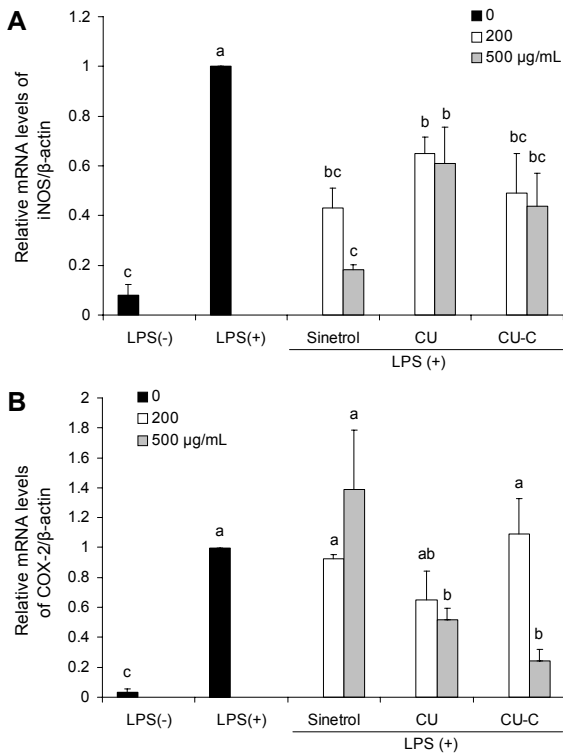 A
Relative mRNA levels of
iNOS/β-actin
1.2
1
0.8
0.6
0.4
0.2
0
0
200
500 µg/mL
c
a
bc
c
b
b
bc
bc
LPS(-)
LPS(+)
Sinetrol
CU
CU-C
LPS (+)
B
Relative mRNA levels
of COX-2/β-actin
2
1.8
1.6
1.4
1.2
1
0.8
0.6
0.4
0.2
0
0
200
500 µg/mL
c
a
a
a
ab
b
a
b
LPS(-)
LPS(+)
Sinetrol
CU
CU-C
LPS (+)